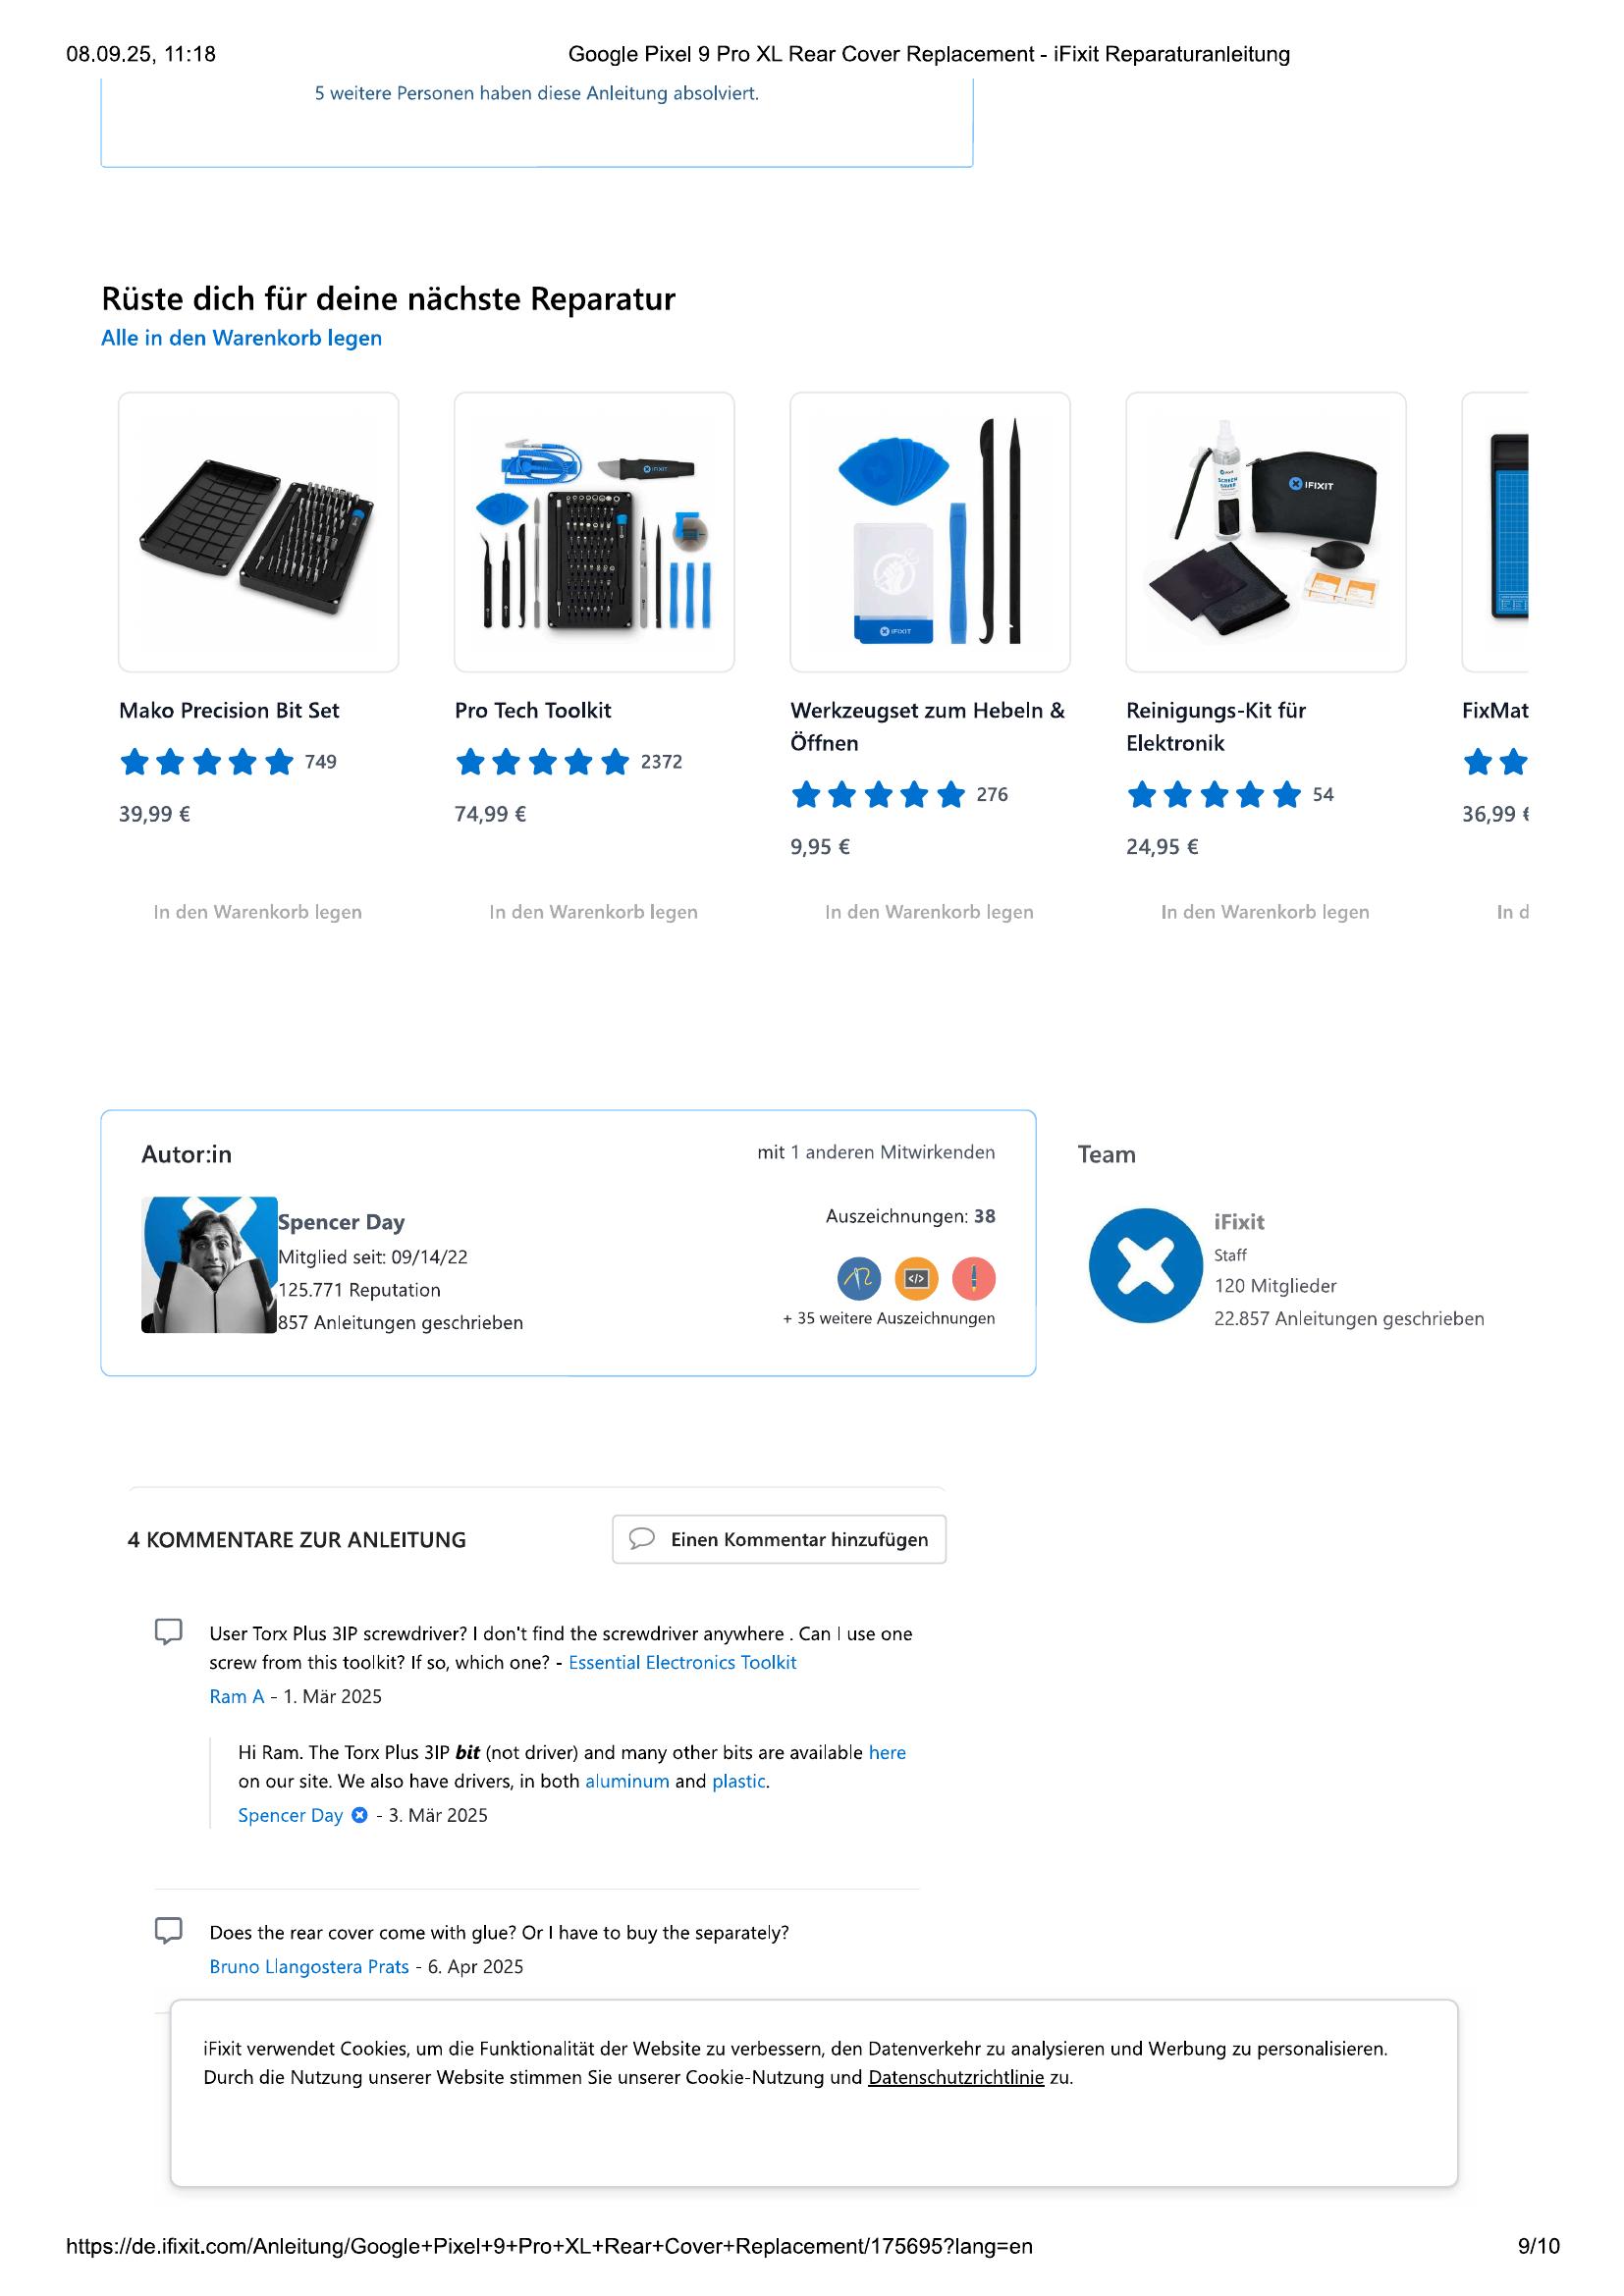 08.09.25, 11:18
Google Pixel 9 Pro XL Rear Cover Replacement - iFixit Reparaturanleitung
5 weitere Personen haben diese Anleitung absolviert.
Rüste dich für deine nächste Reparatur
Alle in den Warenkorb legen
IFIXIT
IFIXIT
IFIXIT
Mako Precision Bit Set
749
39,99 €
In den Warenkorb legen
Pro Tech Toolkit
2372
74,99 €
In den Warenkorb legen
Werkzeugset zum Hebeln &
Öffnen
276
9,95 €
In den Warenkorb legen
Reinigungs-Kit für
Elektronik
54
24,95 €
In den Warenkorb legen
FixMat
36,99 €
In d
Autor:in
mit 1 anderen Mitwirkenden
Spencer Day
Mitglied seit: 09/14/22
125.771 Reputation
857 Anleitungen geschrieben
Auszeichnungen: 38
+ 35 weitere Auszeichnungen
Team
iFixit
Staff
120 Mitglieder
22.857 Anleitungen geschrieben
4 KOMMENTARE ZUR ANLEITUNG
Einen Kommentar hinzufügen
User Torx Plus 3IP screwdriver? I don't find the screwdriver anywhere . Can I use one
screw from this toolkit? If so, which one? - Essential Electronics Toolkit
Ram A - 1. Mär 2025
Hi Ram. The Torx Plus 3IP bit (not driver) and many other bits are available here
on our site. We also have drivers, in both aluminum and plastic.
Spencer Day - 3. Mär 2025
Does the rear cover come with glue? Or I have to buy the separately?
Bruno Llangostera Prats - 6. Apr 2025
iFixit verwendet Cookies, um die Funktionalität der Website zu verbessern, den Datenverkehr zu analysieren und Werbung zu personalisieren.
Durch die Nutzung unserer Website stimmen Sie unserer Cookie-Nutzung und Datenschutzrichtlinie zu.
https://de.ifixit.com/Anleitung/Google+Pixel+9+Pro+XL+Rear+Cover+Replacement/175695?lang=en
9/10